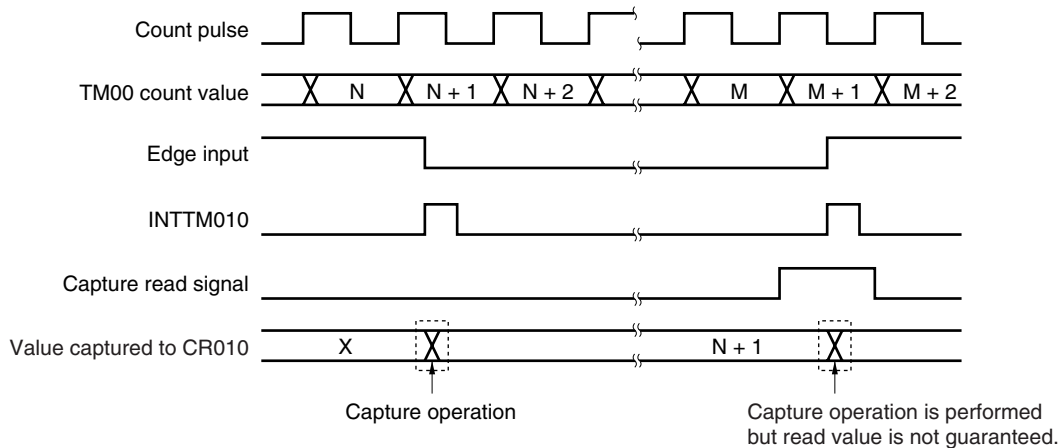 Count pulse
TM00 count value
N
N + 1
N + 2
M
M + 1
M + 2
Edge input
INTTM010
Capture read signal
Value captured to CR010
X
N + 1
Capture operation
Capture operation is performed
but read value is not guaranteed.